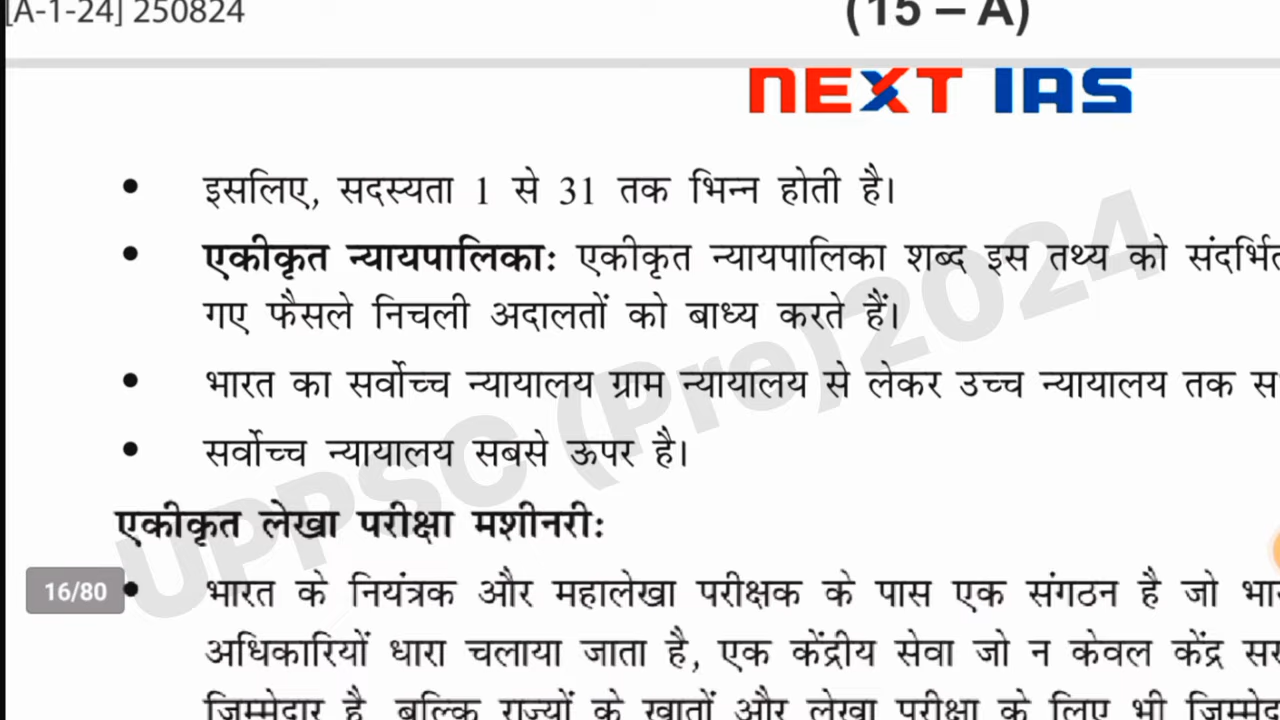 [A-1-24] 250824
(15 – A)
NEXT IAS
• इसलिए, सदस्यता 1 से 31 तक भिन्न होती है।
• एकीकृत न्यायपालिकाः एकीकृत न्यायपालिका शब्द इस तथ्य को
गए फैसले निचली अदालतों को बाध्य करते हैं।
• भारत का सर्वोच्च न्यायालय ग्राम न्यायालय से लेकर उच्च न्यायालय तक
• सर्वोच्च न्यायालय सबसे ऊपर है।
एकीकृत लेखा परीक्षा मशीनरीः
16/80
• भारत के नियंत्रक और महालेखा परीक्षक के पास एक संगठन है जो
अधिकारियों धारा चलाया जाता है, एक केंद्रीय सेवा जो न केवल केंद्र
जिम्मेदार है, बल्कि राज्यों के खातों और लेखा परीक्षा के लिए भी
UPPSC (Pre) 2024